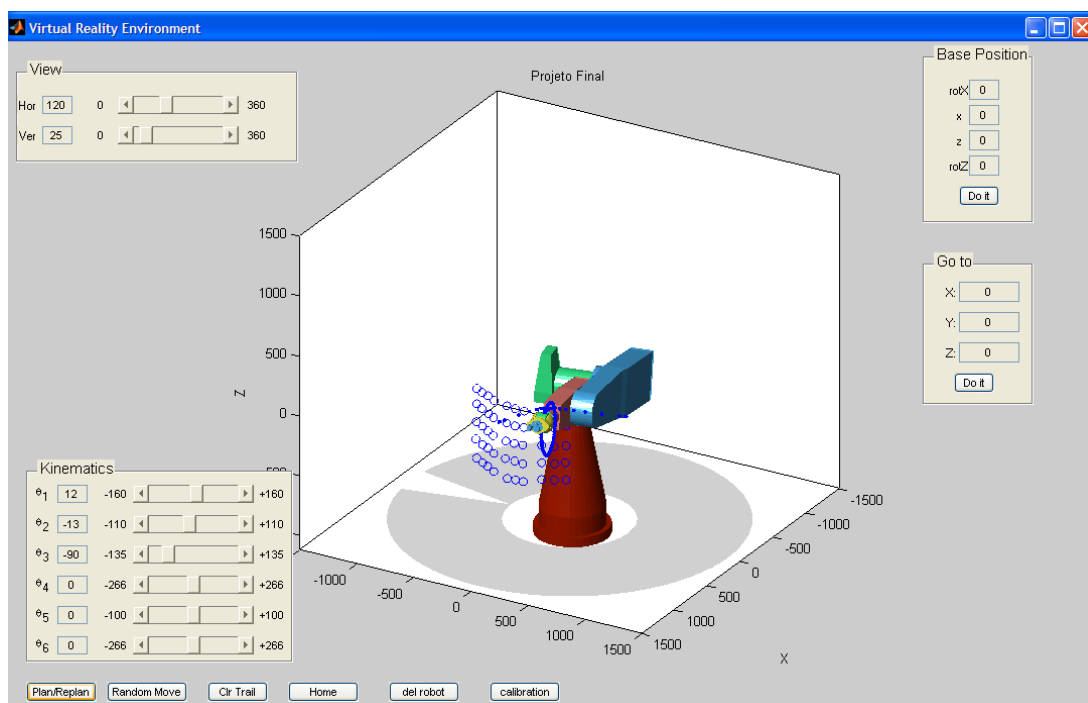 Virtual Reality Environment
View
Hor 120 0 360
Ver 25 0 360
Projeto Final
Base Position
rotX 0
x 0
z 0
rotZ 0
Do it
Go to
X: 0
Y: 0
Z: 0
Do it
1500
1000
500
0
Z
-1000
-500
0
500
1000
1500
-1500
-1000
-500
0
500
1000
1500
X
Kinematics
θ1 12 -160 +160
θ2 -13 -110 +110
θ3 -90 -135 +135
θ4 0 -266 +266
θ5 0 -100 +100
θ6 0 -266 +266
Plan/Replan Random Move Clr Trail Home del robot calibration